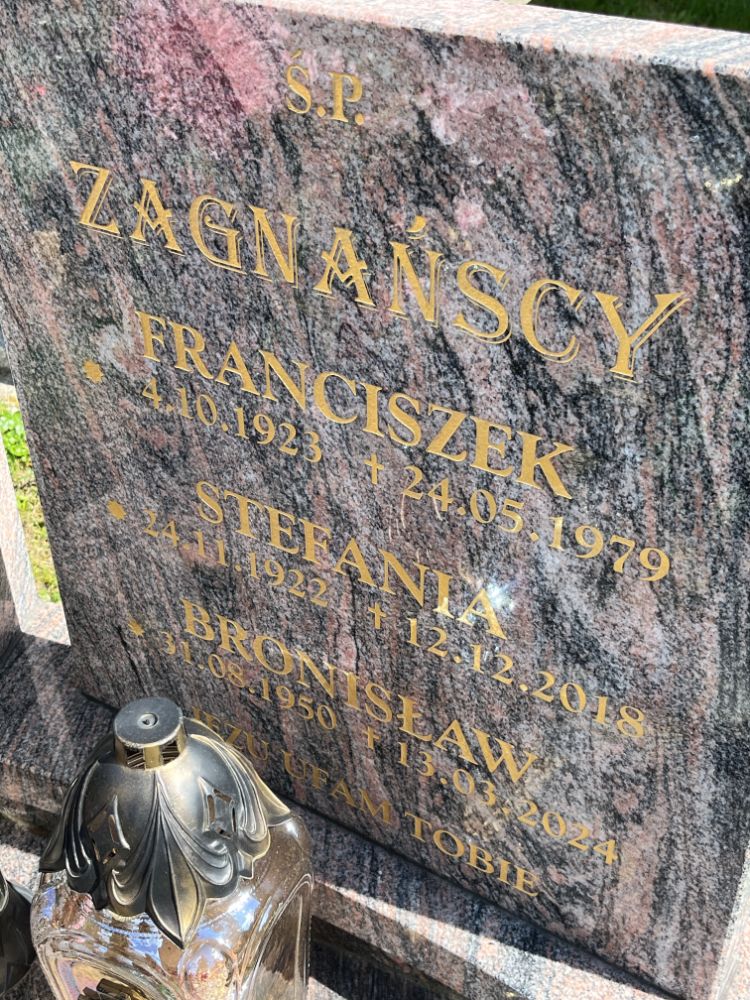 Ś.P.
ZAGNAŃSCY
FRANCISZEK
* 4.10.1923 † 24.05.1979
STEFANIA
* 24.11.1922 † 12.12.2018
BRONISŁAW
* 31.08.1950 † 13.03.2024
JEZU UFAM TOBIE